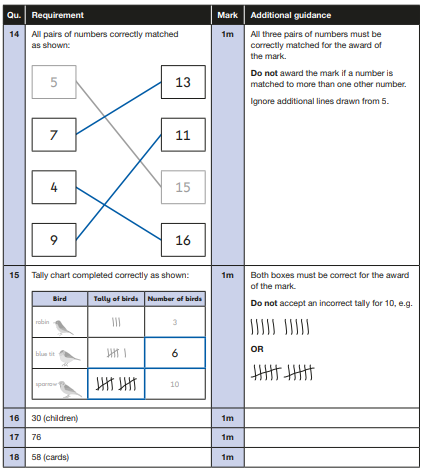 Qu. Requirement Mark Additional guidance
14 All pairs of numbers correctly matched 1m All three pairs of numbers must be
as shown: correctly matched for the award of
the mark.
Do not award the mark if a number is
matched to more than one other number.
Ignore additional lines drawn from 5.
5 13
7 11
4 15
9 16
15 Tally chart completed correctly as shown: 1m Both boxes must be correct for the award
of the mark.
Do not accept an incorrect tally for 10, e.g.
OR
Bird Tally of birds Number of birds
robin 3
blue tit 6
sparrow 10
16 30 (children) 1m
17 76 1m
18 58 (cards) 1m